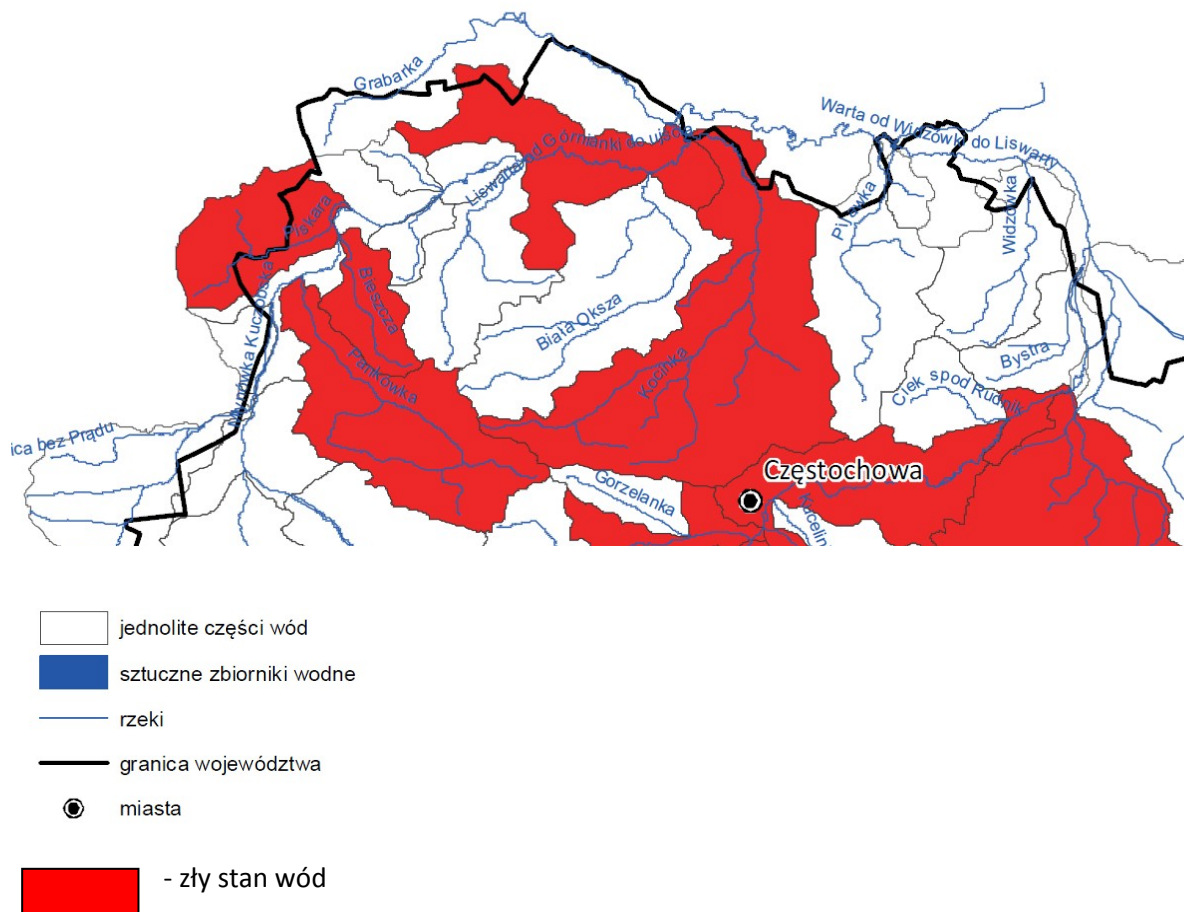 Grabarka
Warta od Widzówki do Liswarty
Liswarta od Górnianki do ujścia
Pijawka
Widzówka
Piskara
Bieszcza
Biała Oksza
Bystra
Pankówka
Kocinka
Ciek spod Rudnik
ica bez Prądu
Częstochowa
Gorzelanka
Kucelin
jednolite części wód
sztuczne zbiorniki wodne
rzeki
granica województwa
miasta
- zły stan wód